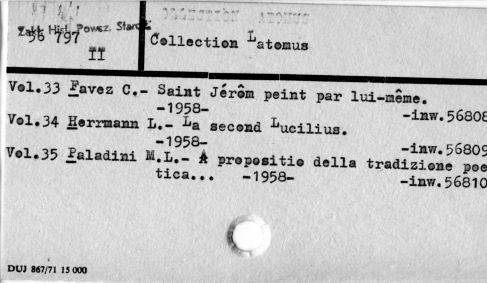 Zakł. Hist. Powsz. Staroż.
56 797
II
Collection Latomus
Vol.33 Favez C.- Saint Jérôm peint par lui-même.
-1958- -inw.56808
Vol.34 Herrmann L.- La second Lucilius.
-1958- -inw.56809
Vol.35 Paladini M.L.- A propositio della tradizione poe
tica... -1958- -inw.56810
DUJ 867/71 15 000